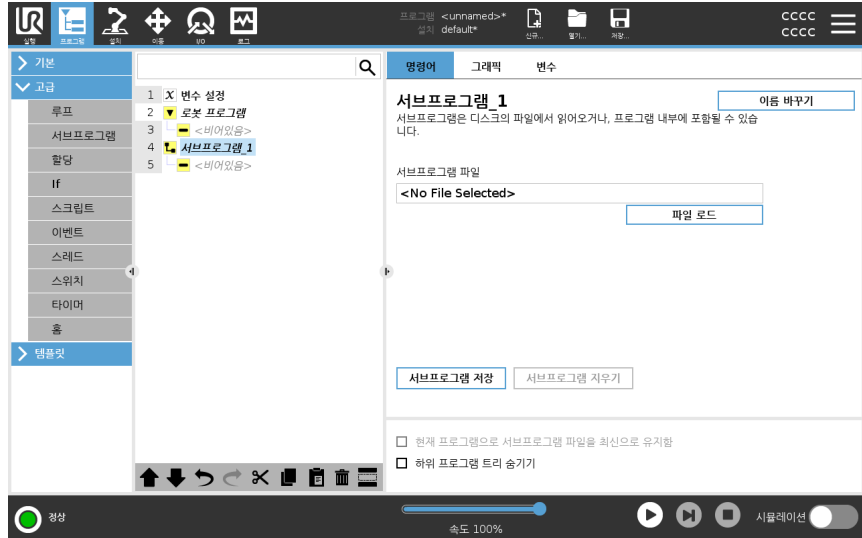 UR
실행
프로그램
설치
이동
I/O
로그
프로그램 <unnamed>*
설치 default*
신규...
열기...
저장...
cccc
cccc
기본
고급
루프
서브프로그램
할당
If
스크립트
이벤트
스레드
스위치
타이머
홈
템플릿
1 x 변수 설정
2 로봇 프로그램
3 <비어있음>
4 서브프로그램_1
5 <비어있음>
명령어 그래픽 변수
서브프로그램_1
이름 바꾸기
서브프로그램은 디스크의 파일에서 읽어오거나, 프로그램 내부에 포함될 수 있습
니다.
서브프로그램 파일
<No File Selected>
파일 로드
서브프로그램 저장 서브프로그램 지우기
현재 프로그램으로 서브프로그램 파일을 최신으로 유지함
하위 프로그램 트리 숨기기
정상
속도 100%
시뮬레이션